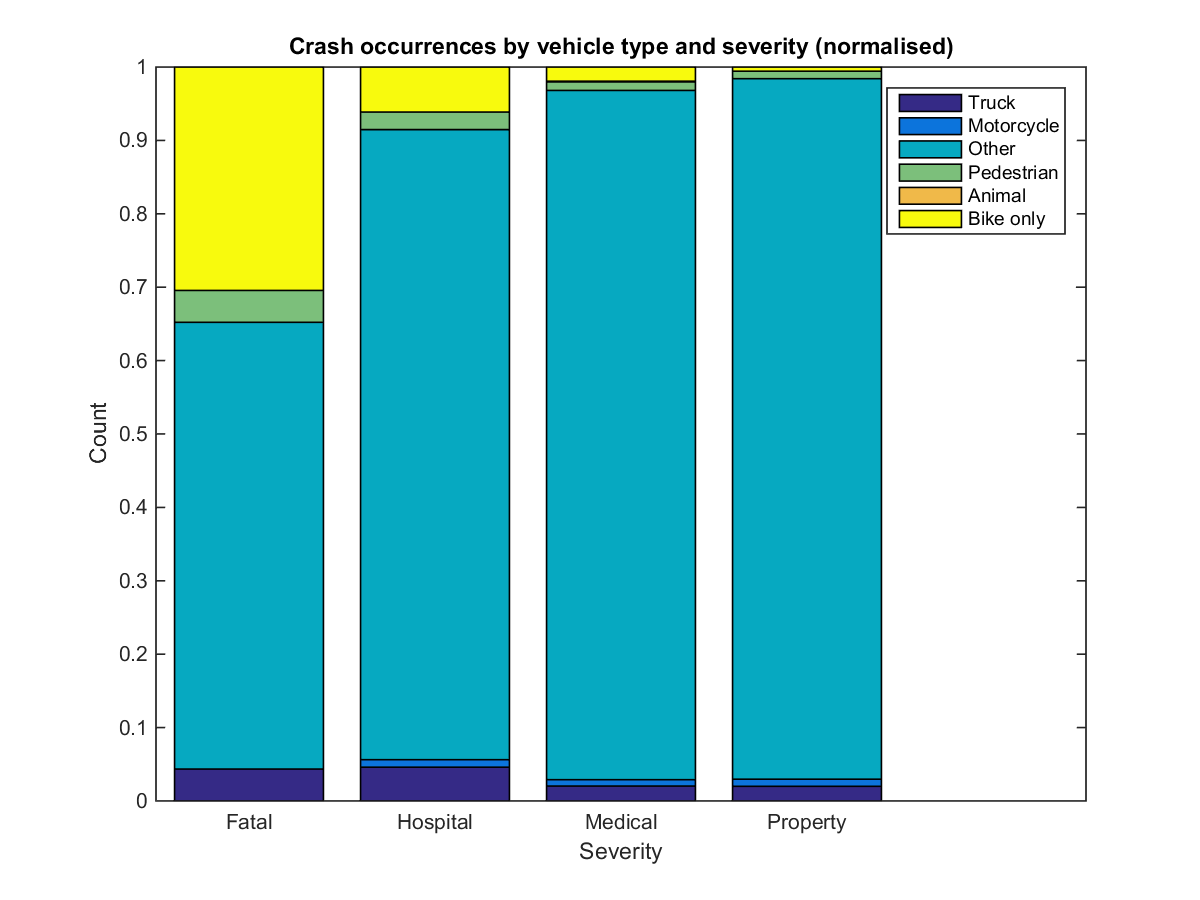 Crash occurrences by vehicle type and severity (normalised)
1
0.9
0.8
0.7
0.6
0.5
0.4
0.3
0.2
0.1
0
Count
Truck
Motorcycle
Other
Pedestrian
Animal
Bike only
Fatal Hospital Medical Property
Severity